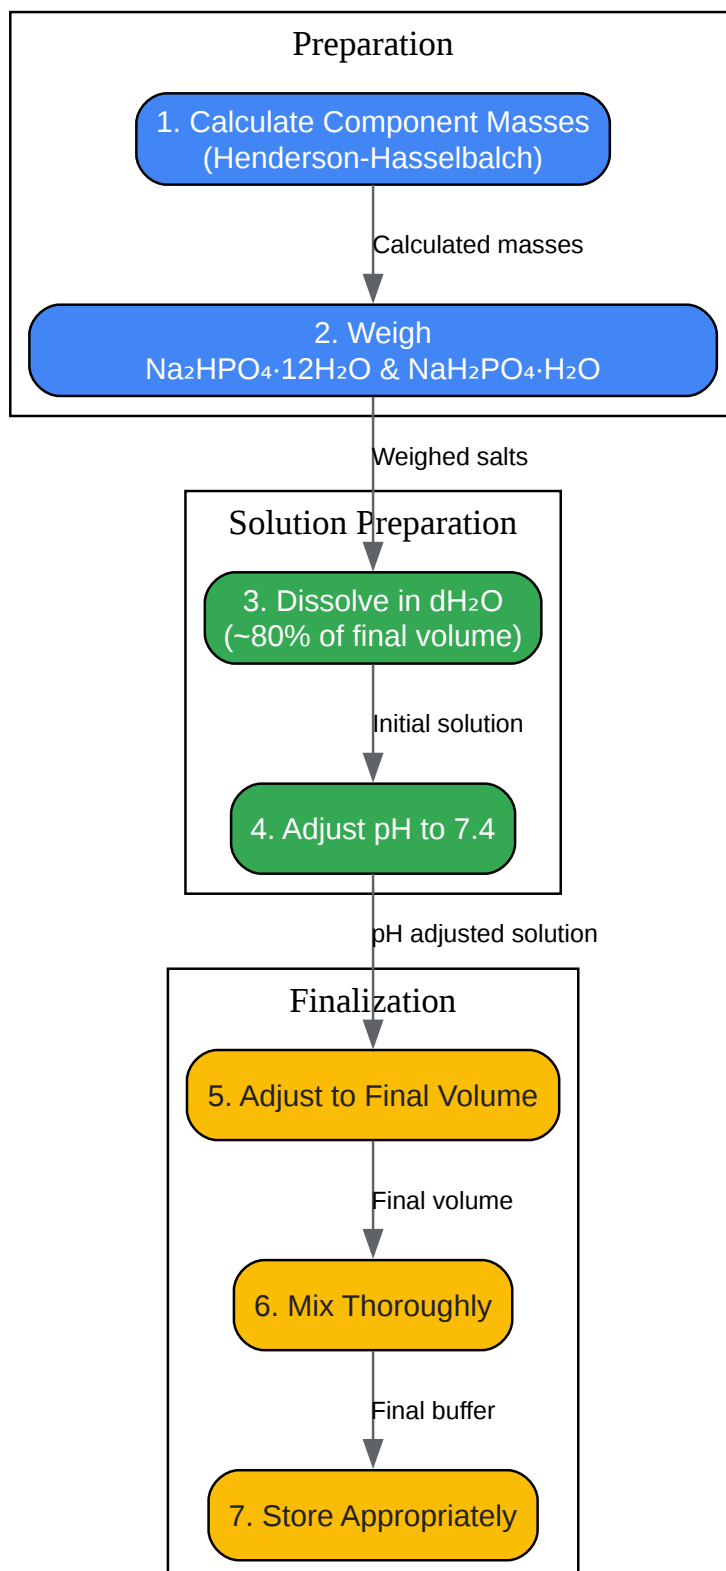 Preparation
1. Calculate Component Masses
(Henderson-Hasselbalch)
Calculated masses
2. Weigh
Na₂HPO₄·12H₂O & NaH₂PO₄·H₂O
Weighed salts
Solution Preparation
3. Dissolve in dH₂O
(~80% of final volume)
Initial solution
4. Adjust pH to 7.4
pH adjusted solution
Finalization
5. Adjust to Final Volume
Final volume
6. Mix Thoroughly
Final buffer
7. Store Appropriately